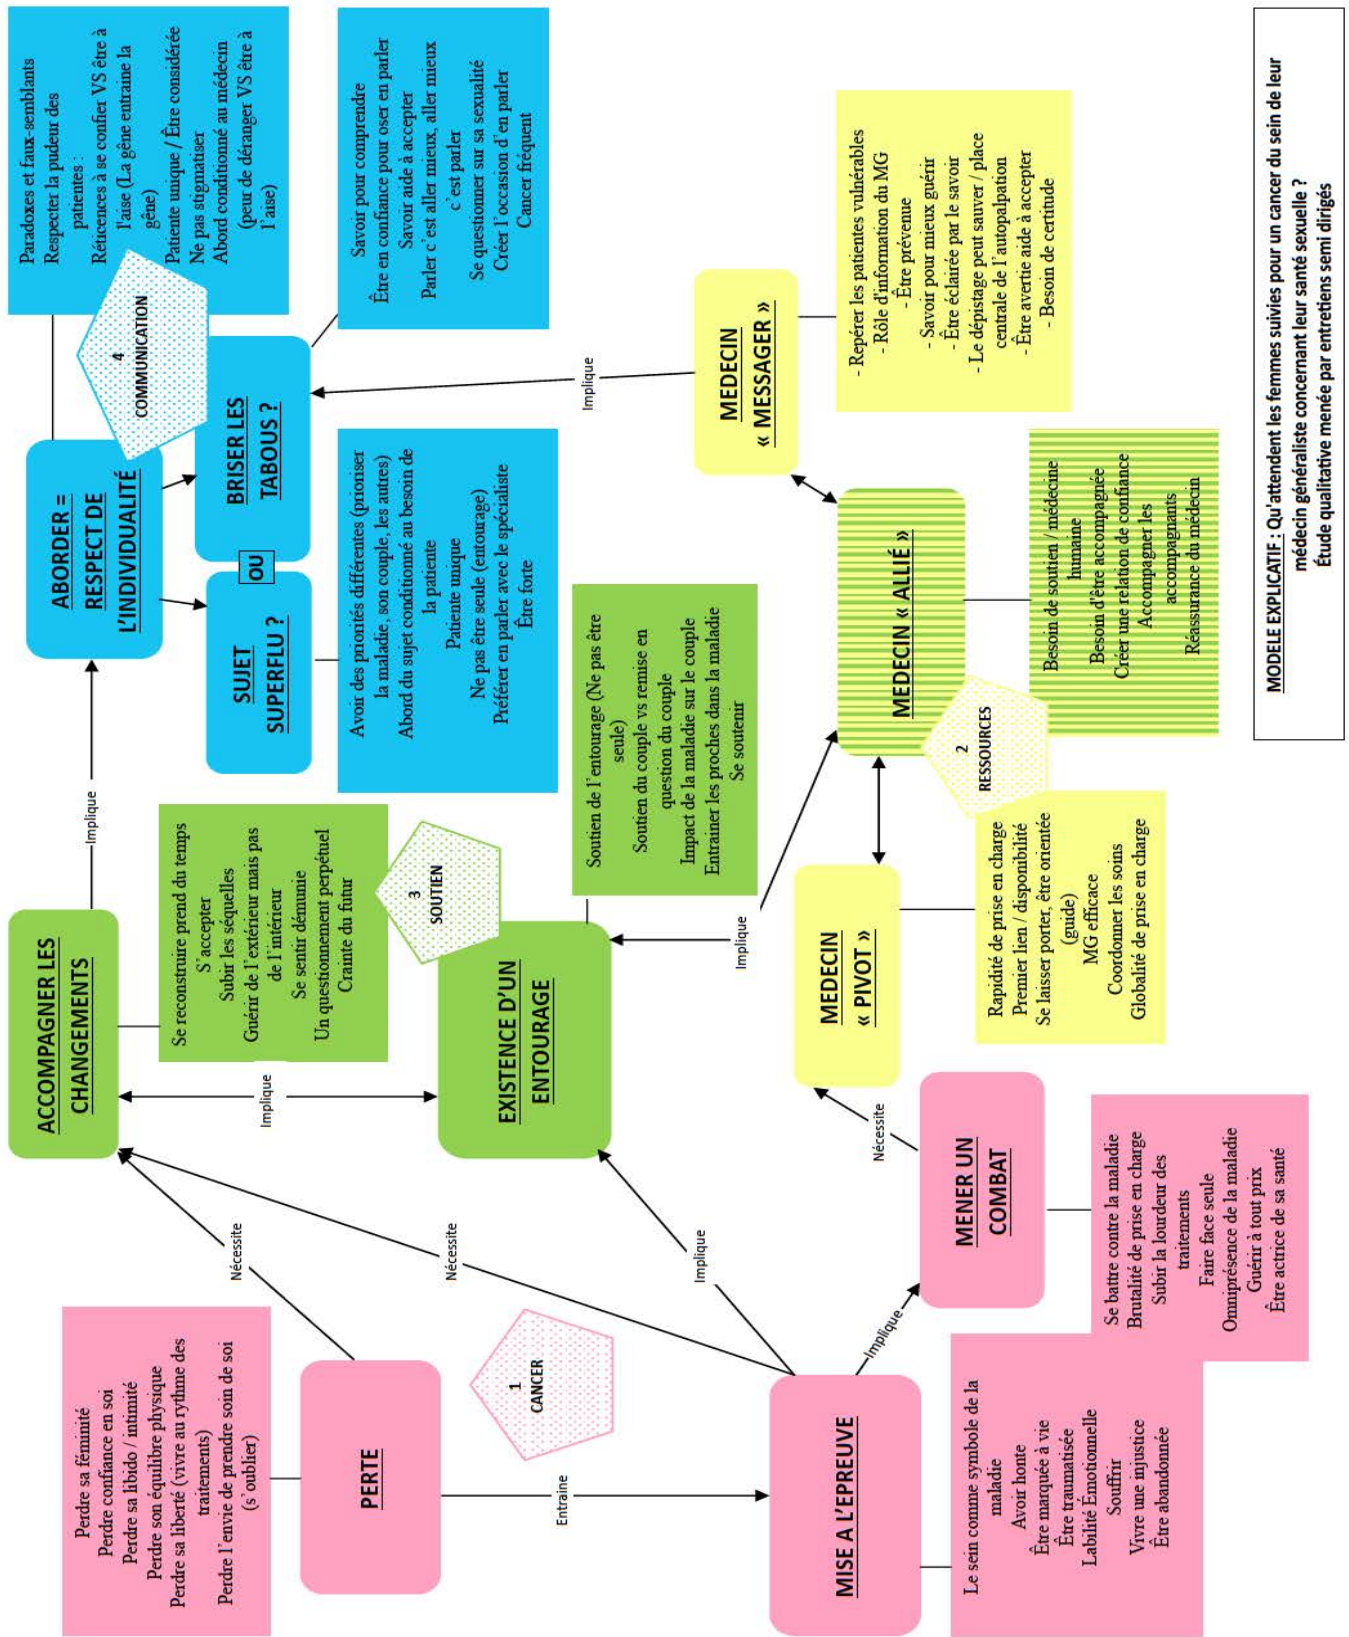 Perdre sa féminité
Perdre confiance en soi
Perdre sa libido / intimité
Perdre son équilibre physique
Perdre sa liberté (vivre au rythme des
traitements)
Perdre l'envie de prendre soin de soi
(s'oublier)
PERTE
Nécessite
Entraine
1
CANCER
MISE A L'EPREUVE
Le sein comme symbole de la
maladie
Avoir honte
Être marquée à vie
Être traumatisée
Labilité Émotionnelle
Souffrir
Vivre une injustice
Être abandonnée
Nécessite
Implique
Implique
MENER UN
COMBAT
Se battre contre la maladie
Brutalité de prise en charge
Subir la lourdeur des
traitements
Faire face seule
Omniprésence de la maladie
Guérir à tout prix
Être actrice de sa santé
Nécessite
ACCOMPAGNER LES
CHANGEMENTS
Se reconstruire prend du temps
S'accepter
Subir les séquelles
Guérir de l'extérieur mais pas
de l'intérieur
Se sentir démunie
Un questionnement perpétuel
Crainte du futur
Implique
3
SOUTIEN
EXISTENCE D'UN
ENTOURAGE
Soutien de l'entourage (Ne pas être
seule)
Soutien du couple vs remise en
question du couple
Impact de la maladie sur le couple
Entrainer les proches dans la maladie
Se soutenir
Implique
MEDECIN
« PIVOT »
Rapidité de prise en charge
Premier lien / disponibilité
Se laisser porter, être orientée
(guide)
MG efficace
Coordonner les soins
Globalité de prise en charge
2
RESSOURCES
MEDECIN « ALLIÉ »
Besoin de soutien / médecine
humaine
Besoin d'être accompagnée
Créer une relation de confiance
Accompagner les
accompagnants
Réassurance du médecin
MEDECIN
« MESSAGER »
- Repérer les patientes vulnérables
- Rôle d'information du MG
- Être prévenue
- Savoir pour mieux guérir
- Être éclairée par le savoir
- Le dépistage peut sauver / place
centrale de l'autopalpation
- Être avertie aide à accepter
- Besoin de certitude
Implique
Implique
ABORDER =
RESPECT DE
L'INDIVIDUALITÉ
Paradoxes et faux-semblants
Respecter la pudeur des
patientes :
Réticences à se confier VS être à
l'aise (La gêne entraine la
gêne)
Patiente unique / Être considérée
Ne pas stigmatiser
Abord conditionné au médecin
(peur de déranger VS être à
l'aise)
4
COMMUNICATION
SUJET
SUPERFLU ?
OU
BRISER LES
TABOUS ?
Avoir des priorités différentes (prioriser
la maladie, son couple, les autres)
Abord du sujet conditionné au besoin de
la patiente
Patiente unique
Ne pas être seule (entourage)
Préférer en parler avec le spécialiste
Être forte
Savoir pour comprendre
Être en confiance pour oser en parler
Savoir aide à accepter
Parler c'est aller mieux, aller mieux
c'est parler
Se questionner sur sa sexualité
Créer l'occasion d'en parler
Cancer fréquent
MODELE EXPLICATIF : Qu'attendent les femmes suivies pour un cancer du sein de leur
médecin généraliste concernant leur santé sexuelle ?
Étude qualitative menée par entretiens semi dirigés